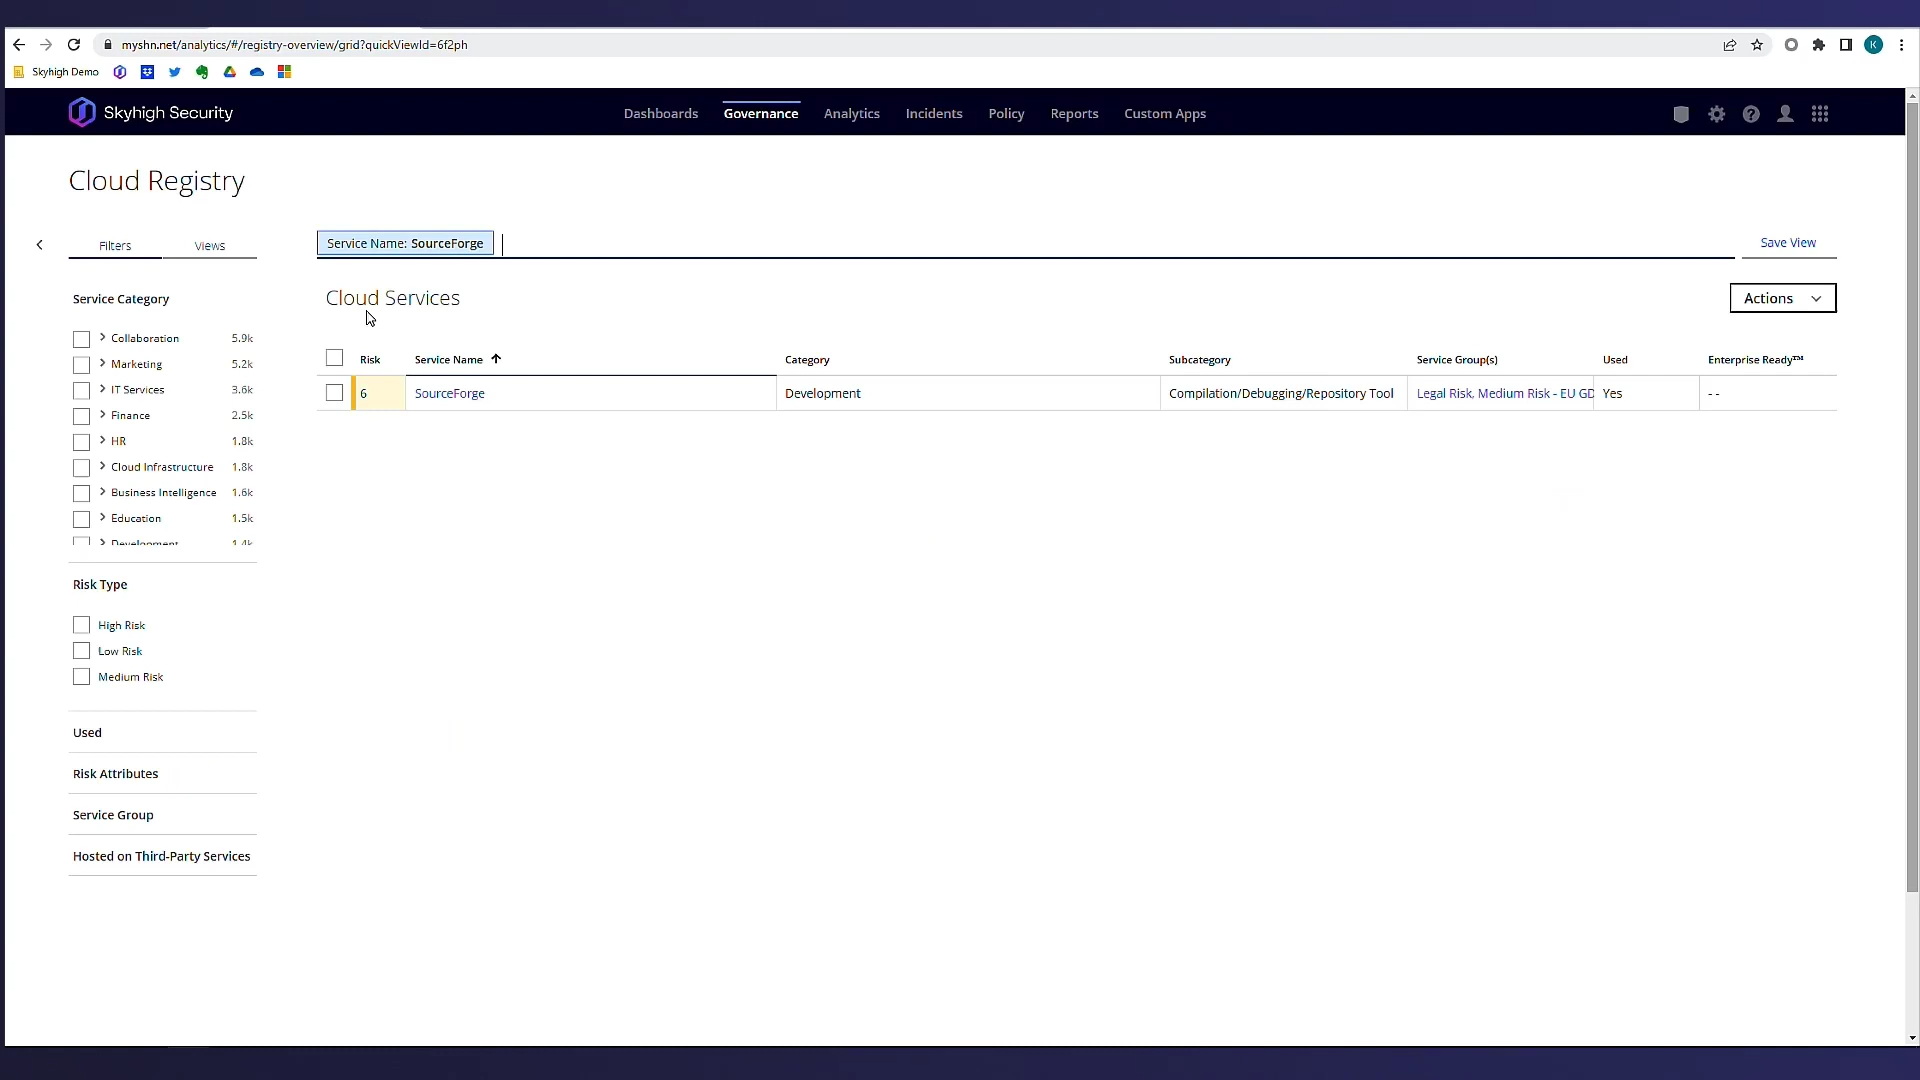 myshn.net/analytics/#/registry-overview/grid?quickViewId=6f2ph
K
Skyhigh Demo
Skyhigh Security
Dashboards Governance Analytics Incidents Policy Reports Custom Apps
Cloud Registry
Filters Views
Service Name: SourceForge
Save View
Service Category
Cloud Services
Actions
Collaboration 5.9k
Marketing 5.2k
IT Services 3.6k
Finance 2.5k
HR 1.8k
Cloud Infrastructure 1.8k
Business Intelligence 1.6k
Education 1.5k
Development 1.4k
Risk Service Name Category Subcategory Service Group(s) Used Enterprise Ready™
6 SourceForge Development Compilation/Debugging/Repository Tool Legal Risk, Medium Risk - EU GD Yes - -
Risk Type
High Risk
Low Risk
Medium Risk
Used
Risk Attributes
Service Group
Hosted on Third-Party Services